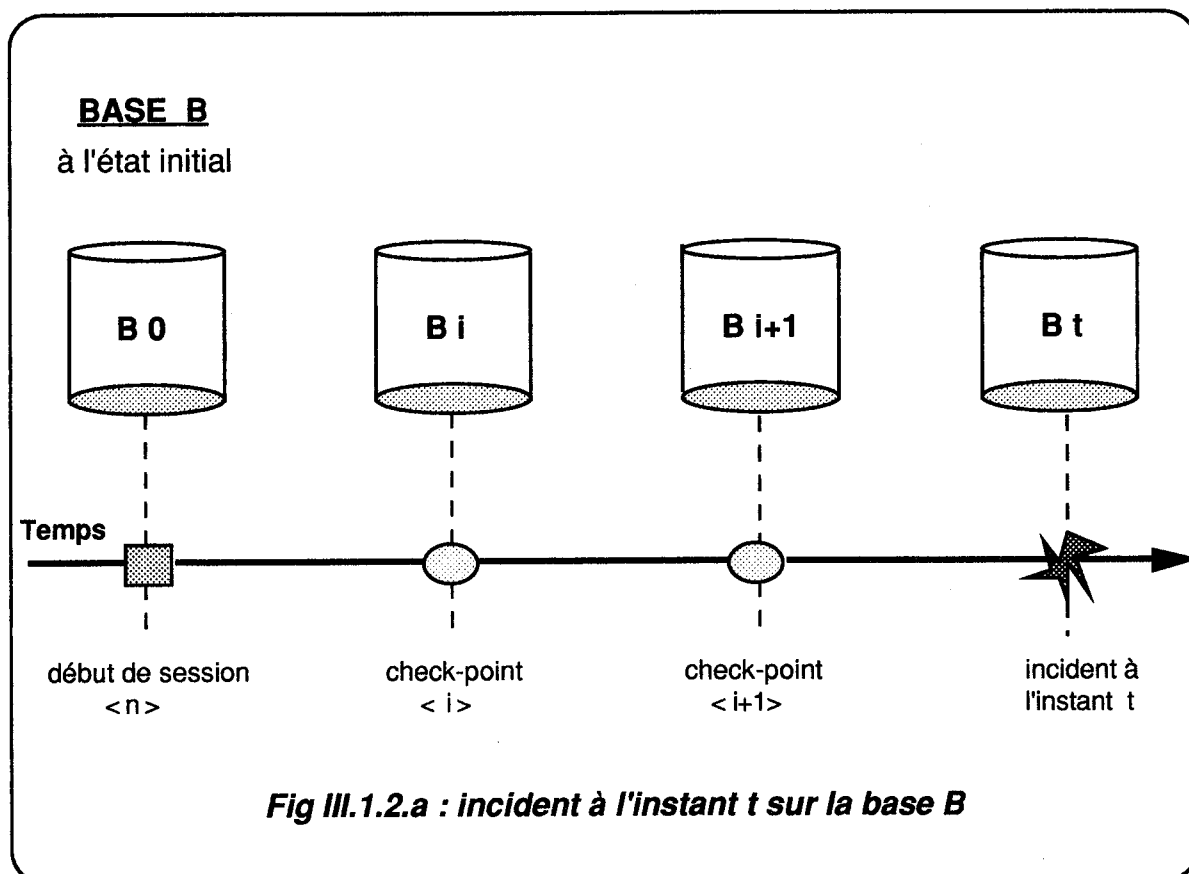 BASE B
à l'état initial
B 0
B i
B i+1
B t
Temps
début de session
< n >
check-point
< i >
check-point
< i+1>
incident à
l'instant t
Fig III.1.2.a : incident à l'instant t sur la base B